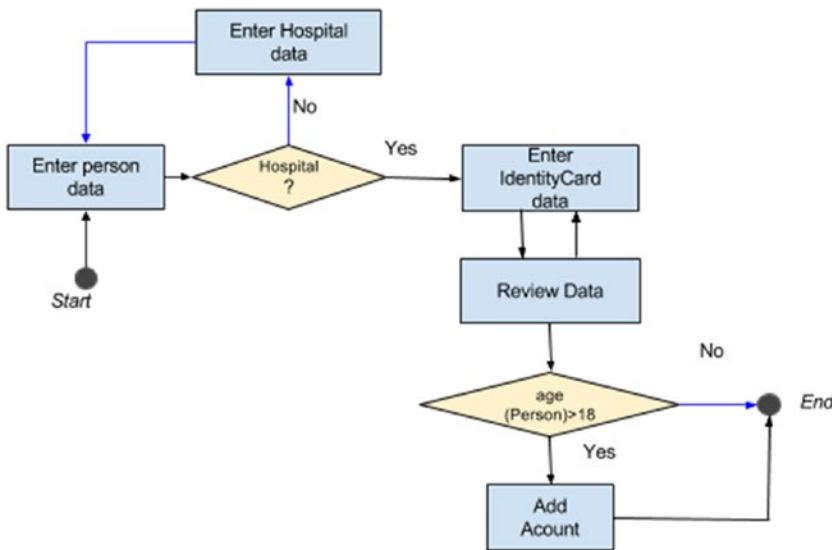 Enter Hospital
data
No
Enter person
data
Hospital
?
Yes
Enter
IdentityCard
data
Start
Review Data
No
age
(Person)>18
End
Yes
Add
Acount